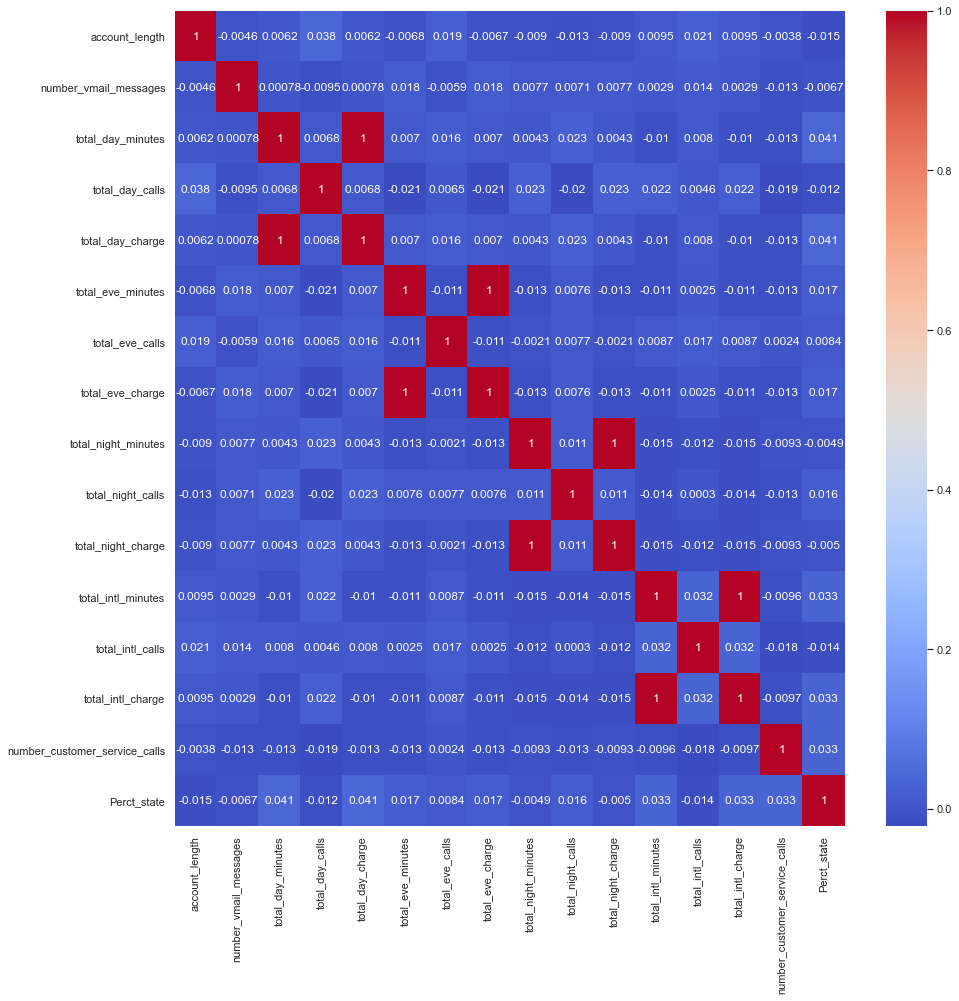 account_length 1 -0.0046 0.0062 0.038 0.0062 -0.0068 0.019 -0.0067 -0.009 -0.013 -0.009 0.0095 0.021 0.0095 -0.0038 -0.015 1.0
number_vmail_messages -0.0046 1 0.00078 -0.0095 0.00078 0.018 -0.0059 0.018 0.0077 0.0071 0.0077 0.0029 0.014 0.0029 -0.013 -0.0067
total_day_minutes 0.0062 0.00078 1 0.0068 1 0.007 0.016 0.007 0.0043 0.023 0.0043 -0.01 0.008 -0.01 -0.013 0.041
0.8
total_day_calls 0.038 -0.0095 0.0068 1 0.0068 -0.021 0.0065 -0.021 0.023 -0.02 0.023 0.022 0.0046 0.022 -0.019 -0.012
total_day_charge 0.0062 0.00078 1 0.0068 1 0.007 0.016 0.007 0.0043 0.023 0.0043 -0.01 0.008 -0.01 -0.013 0.041
total_eve_minutes -0.0068 0.018 0.007 -0.021 0.007 1 -0.011 1 -0.013 0.0076 -0.013 -0.011 0.0025 -0.011 -0.013 0.017
0.6
total_eve_calls 0.019 -0.0059 0.016 0.0065 0.016 -0.011 1 -0.011 -0.0021 0.0077 -0.0021 0.0087 0.017 0.0087 0.0024 0.0084
total_eve_charge -0.0067 0.018 0.007 -0.021 0.007 1 -0.011 1 -0.013 0.0076 -0.013 -0.011 0.0025 -0.011 -0.013 0.017
total_night_minutes -0.009 0.0077 0.0043 0.023 0.0043 -0.013 -0.0021 -0.013 1 0.011 1 -0.015 -0.012 -0.015 -0.0093 -0.0049
total_night_calls -0.013 0.0071 0.023 -0.02 0.023 0.0076 0.0077 0.0076 0.011 1 0.011 -0.014 0.0003 -0.014 -0.013 0.016
0.4
total_night_charge -0.009 0.0077 0.0043 0.023 0.0043 -0.013 -0.0021 -0.013 1 0.011 1 -0.015 -0.012 -0.015 -0.0093 -0.005
total_intl_minutes 0.0095 0.0029 -0.01 0.022 -0.01 -0.011 0.0087 -0.011 -0.015 -0.014 -0.015 1 0.032 1 -0.0096 0.033
total_intl_calls 0.021 0.014 0.008 0.0046 0.008 0.0025 0.017 0.0025 -0.012 0.0003 -0.012 0.032 1 0.032 -0.018 -0.014
0.2
total_intl_charge 0.0095 0.0029 -0.01 0.022 -0.01 -0.011 0.0087 -0.011 -0.015 -0.014 -0.015 1 0.032 1 -0.0097 0.033
number_customer_service_calls -0.0038 -0.013 -0.013 -0.019 -0.013 -0.013 0.0024 -0.013 -0.0093 -0.013 -0.0093 -0.0096 -0.018 -0.0097 1 0.033
Perct_state -0.015 -0.0067 0.041 -0.012 0.041 0.017 0.0084 0.017 -0.0049 0.016 -0.005 0.033 -0.014 0.033 0.033 1
0.0
account_length
number_vmail_messages
total_day_minutes
total_day_calls
total_day_charge
total_eve_minutes
total_eve_calls
total_eve_charge
total_night_minutes
total_night_calls
total_night_charge
total_intl_minutes
total_intl_calls
total_intl_charge
number_customer_service_calls
Perct_state